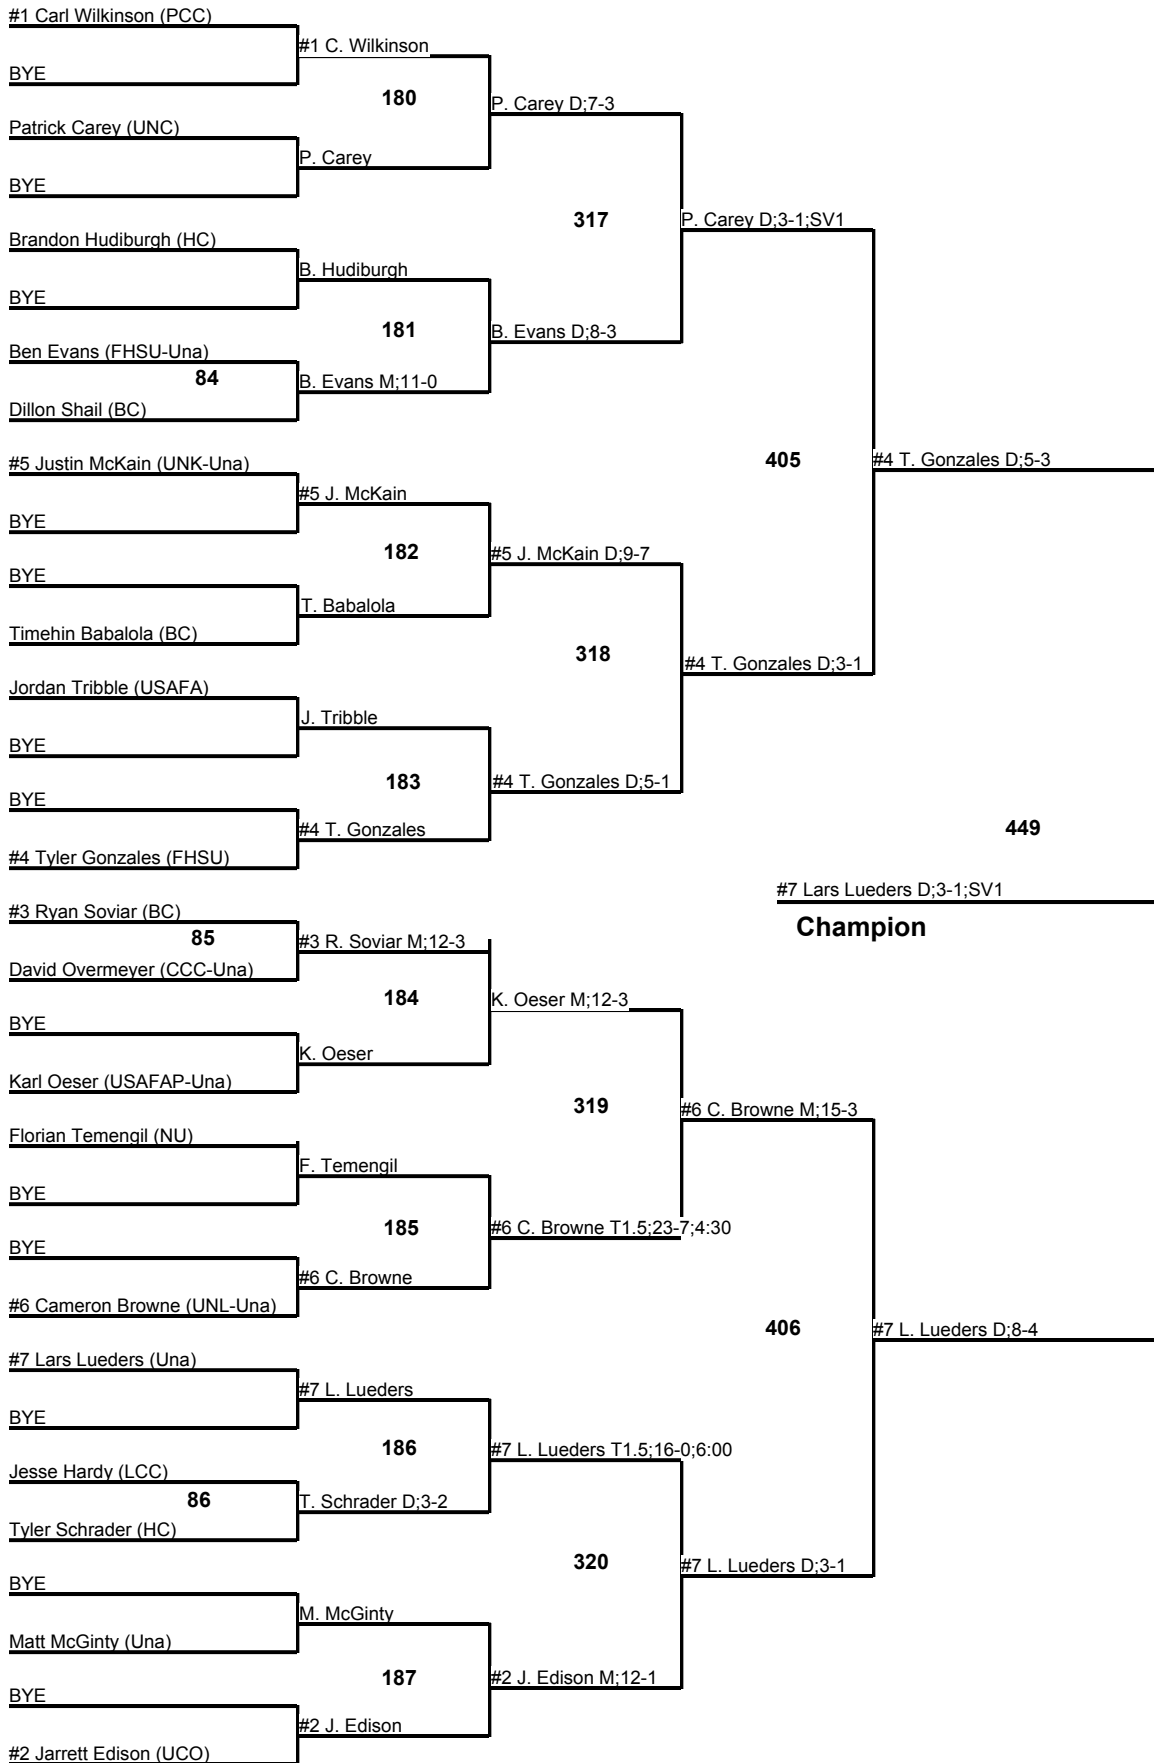 #1 Carl Wilkinson (PCC)
#1 C. Wilkinson
BYE
180
P. Carey D;7-3
Patrick Carey (UNC)
P. Carey
BYE
317
P. Carey D;3-1;SV1
Brandon Hudiburgh (HC)
B. Hudiburgh
BYE
181
B. Evans D;8-3
Ben Evans (FHSU-Una)
84
B. Evans M;11-0
Dillon Shail (BC)
405
#4 T. Gonzales D;5-3
#5 Justin McKain (UNK-Una)
#5 J. McKain
BYE
182
#5 J. McKain D;9-7
BYE
T. Babalola
Timehin Babalola (BC)
318
#4 T. Gonzales D;3-1
Jordan Tribble (USAFA)
J. Tribble
BYE
183
#4 T. Gonzales D;5-1
BYE
#4 T. Gonzales
449
#4 Tyler Gonzales (FHSU)
#7 Lars Lueders D;3-1;SV1
Champion
#3 Ryan Soviar (BC)
85
#3 R. Soviar M;12-3
David Overmeyer (CCC-Una)
184
K. Oeser M;12-3
BYE
K. Oeser
Karl Oeser (USAFAP-Una)
319
#6 C. Browne M;15-3
Florian Temengil (NU)
F. Temengil
BYE
185
#6 C. Browne T1.5;23-7;4:30
BYE
#6 C. Browne
#6 Cameron Browne (UNL-Una)
406
#7 L. Lueders D;8-4
#7 Lars Lueders (Una)
#7 L. Lueders
BYE
186
#7 L. Lueders T1.5;16-0;6:00
Jesse Hardy (LCC)
86
T. Schrader D;3-2
Tyler Schrader (HC)
320
#7 L. Lueders D;3-1
BYE
M. McGinty
Matt McGinty (Una)
187
#2 J. Edison M;12-1
BYE
#2 J. Edison
#2 Jarrett Edison (UCO)